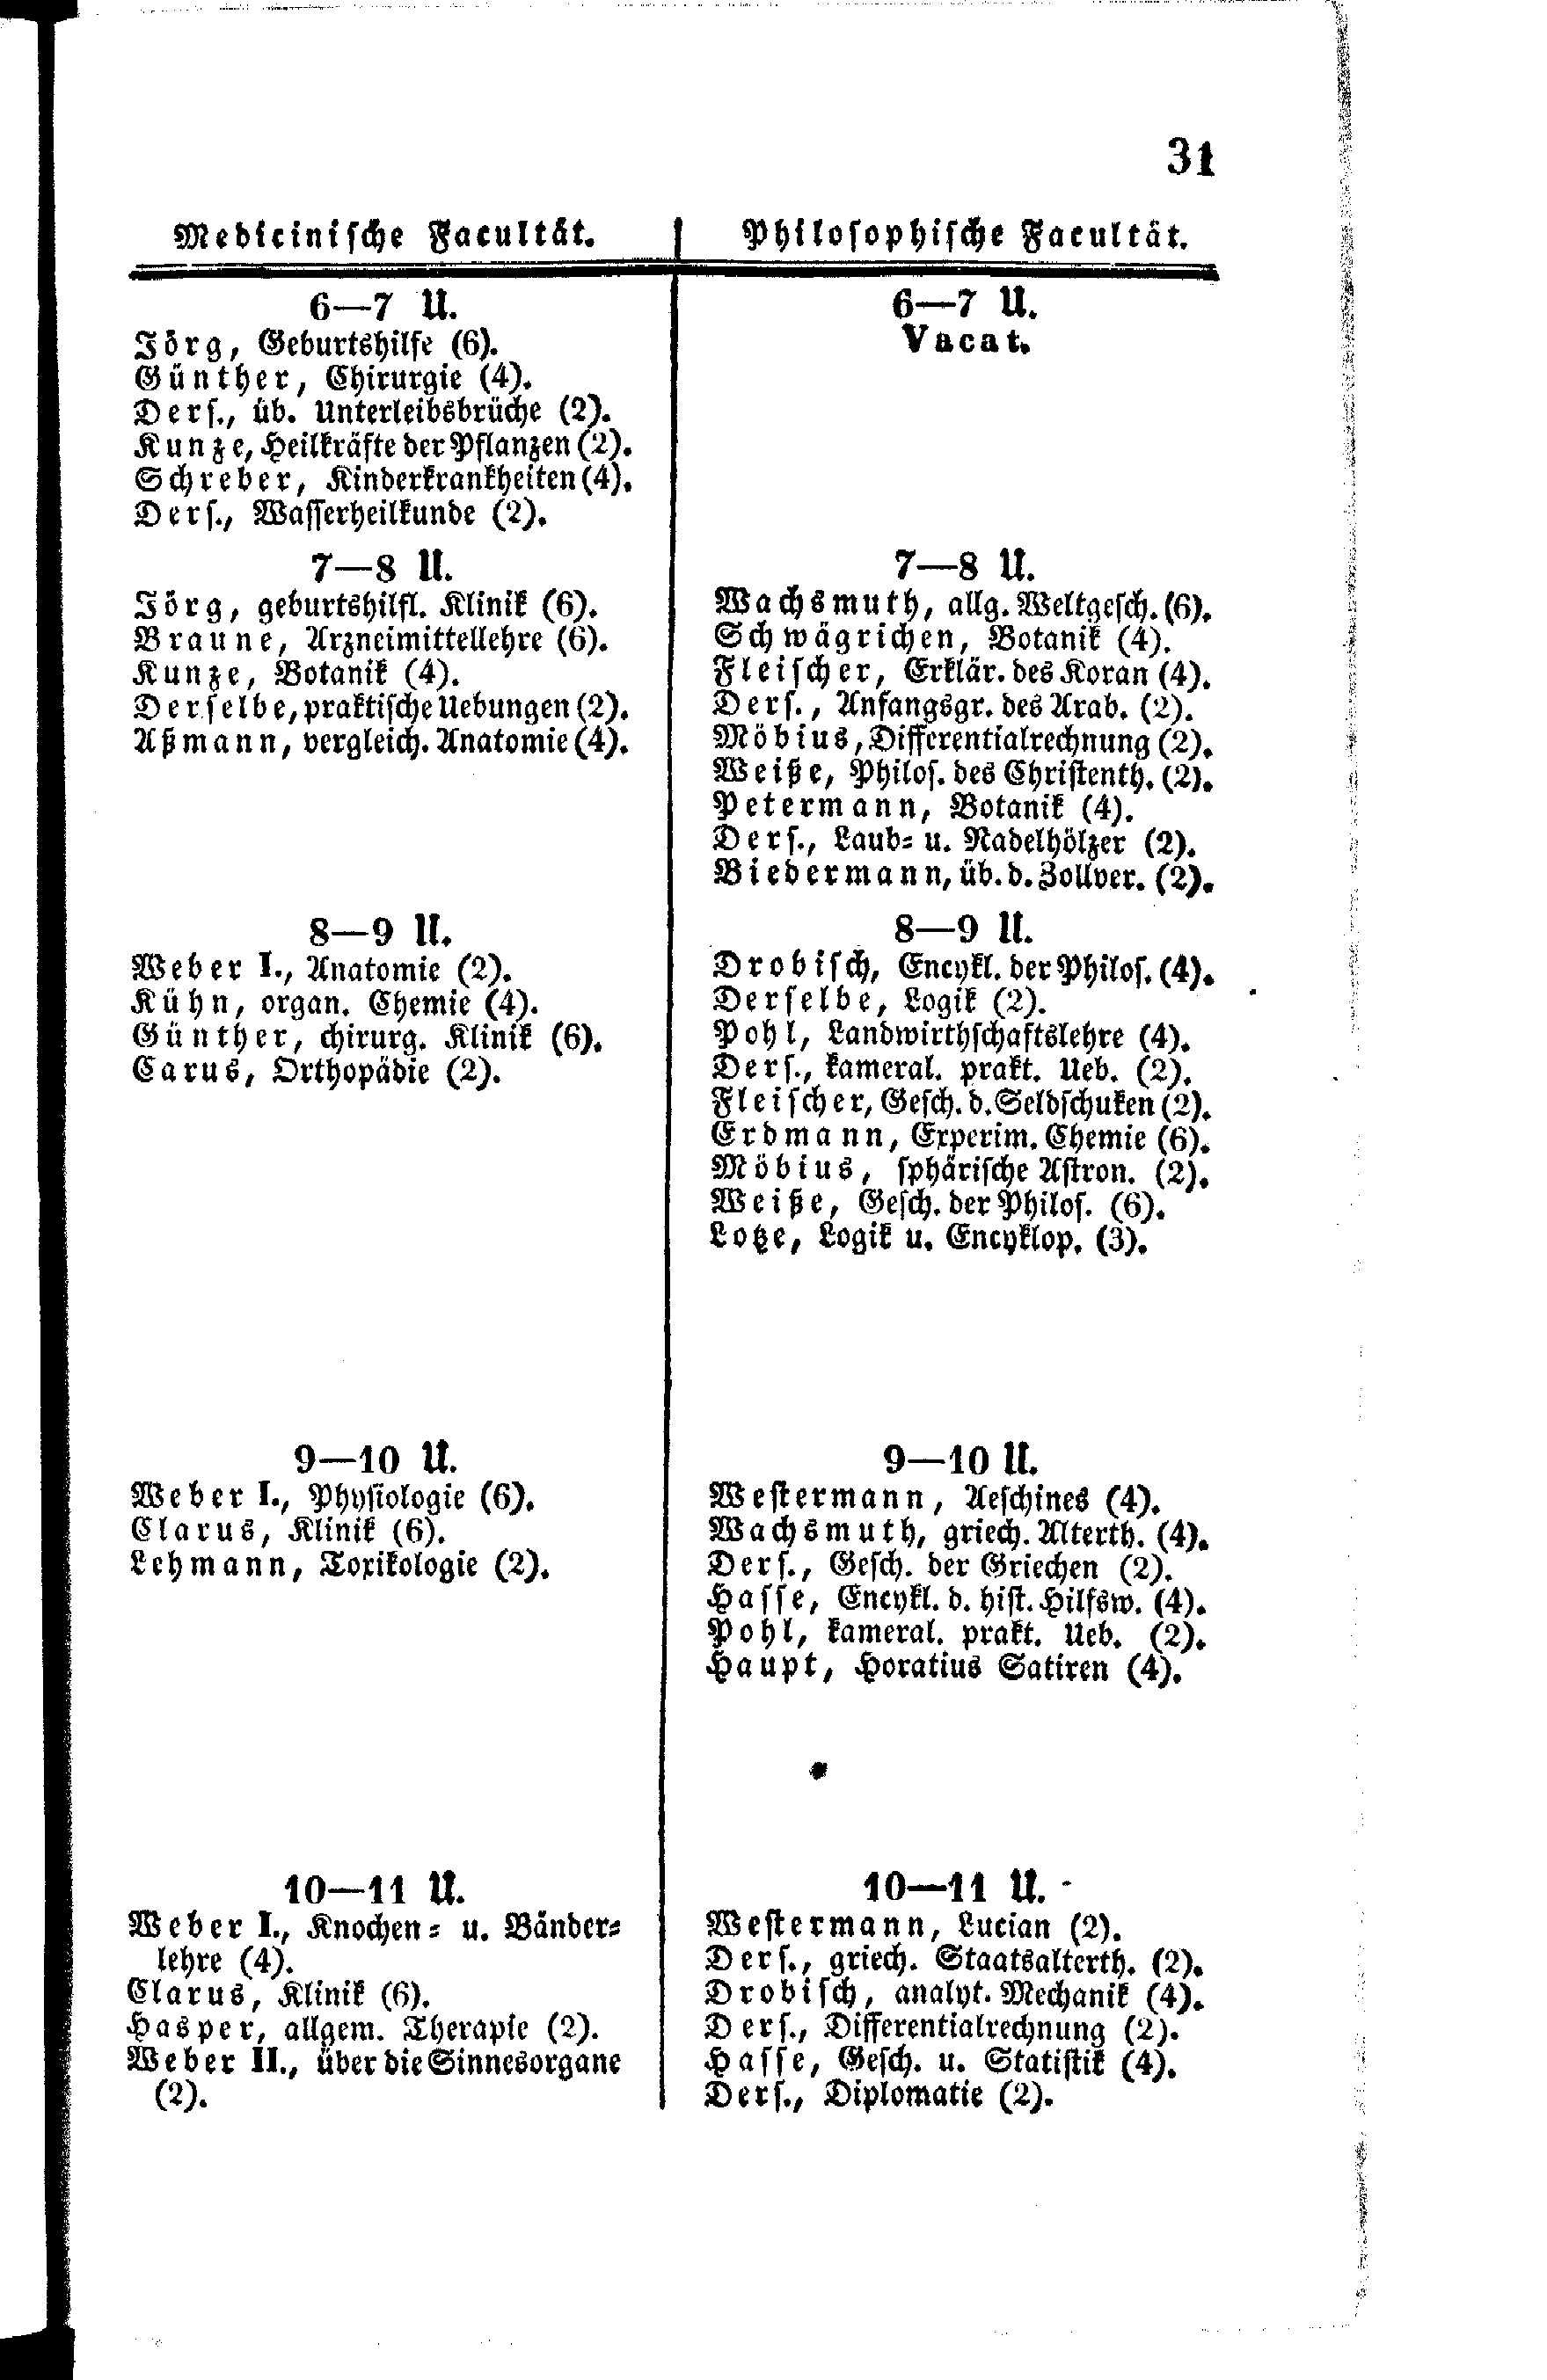 31
Medicinische Facultät.
6—7 U.
Jörg, Geburtshilfe (6).
Günther, Chirurgie (4).
Ders., üb. Unterleibsbrüche (2).
Kunze, Heilkräfte der Pflanzen (2).
Schreber, Kinderkrankheiten (4).
Ders., Wasserheilkunde (2).
7—8 U.
Jörg, geburtshilfl. Klinik (6).
Braune, Arzneimittellehre (6).
Kunze, Botanik (4).
Derselbe, praktische Uebungen (2).
Aßmann, vergleich. Anatomie (4).
8—9 U.
Weber I., Anatomie (2).
Kühn, organ. Chemie (4).
Günther, chirurg. Klinik (6).
Carus, Orthopädie (2).
9—10 U.
Weber I., Physiologie (6).
Clarus, Klinik (6).
Lehmann, Toxikologie (2).
10—11 U.
Weber I., Knochen- u. Bänder-
lehre (4).
Clarus, Klinik (6).
Hasper, allgem. Therapie (2).
Weber II., über die Sinnesorgane
(2).
Philosophische Facultät.
6—7 U.
Vacat.
7—8 U.
Wachsmuth, allg. Weltgesch. (6).
Schwägrichen, Botanik (4).
Fleischer, Erklär. des Koran (4).
Ders., Anfangsgr. des Arab. (2).
Möbius, Differentialrechnung (2).
Weiße, Philos. des Christenth. (2).
Petermann, Botanik (4).
Ders., Laub- u. Nadelhölzer (2).
Biedermann, üb. d. Zollver. (2).
8—9 U.
Drobisch, Encykl. der Philos. (4).
Derselbe, Logik (2).
Pohl, Landwirthschaftslehre (4).
Ders., kameral. prakt. Ueb. (2).
Fleischer, Gesch. d. Seldschuken (2).
Erdmann, Experim. Chemie (6).
Möbius, sphärische Astron. (2).
Weiße, Gesch. der Philos. (6).
Lotze, Logik u. Encyklop. (3).
9—10 U.
Westermann, Aeschines (4).
Wachsmuth, griech. Alterth. (4).
Ders., Gesch. der Griechen (2).
Hasse, Encykl. d. hist. Hilfsw. (4).
Pohl, kameral. prakt. Ueb. (2).
Haupt, Horatius Satiren (4).
10—11 U.
Westermann, Lucian (2).
Ders., griech. Staatsalterth. (2).
Drobisch, analyt. Mechanik (4).
Ders., Differentialrechnung (2).
Hasse, Gesch. u. Statistik (4).
Ders., Diplomatie (2).